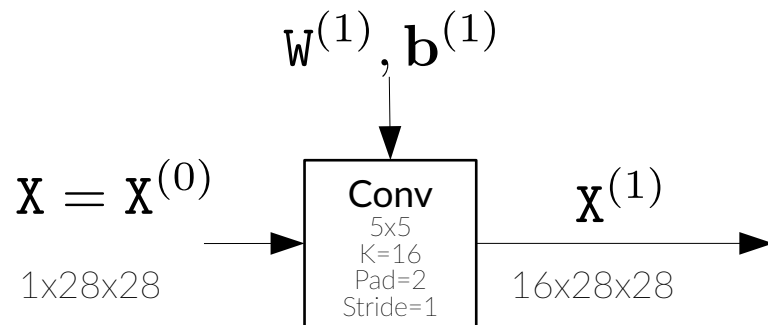 W^(1), b^(1)
X = X^(0)
1x28x28
Conv
5x5
K=16
Pad=2
Stride=1
X^(1)
16x28x28